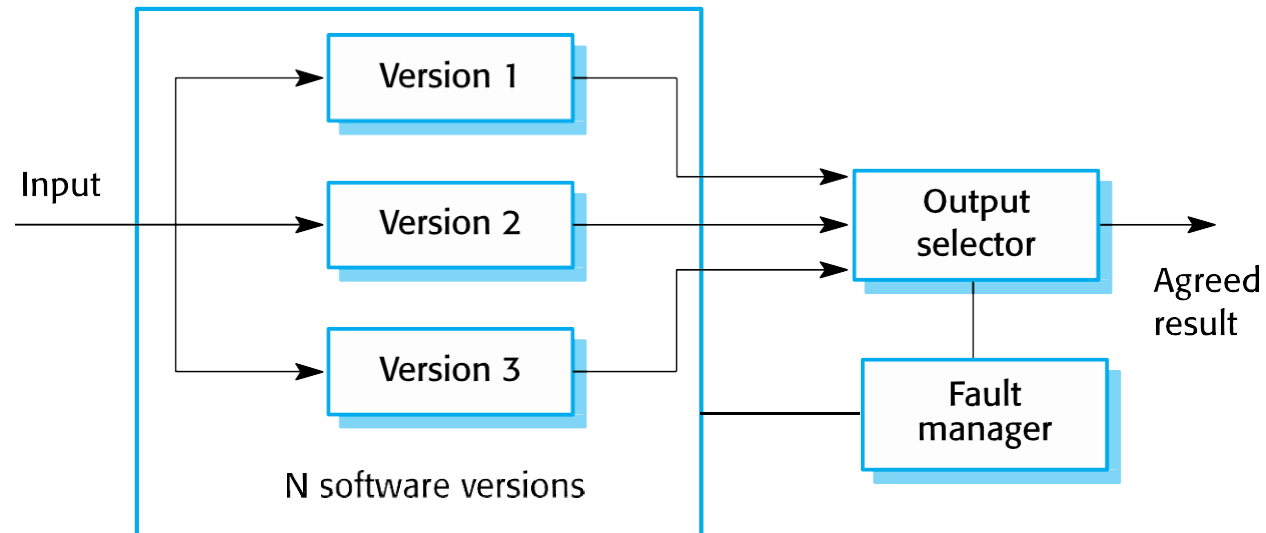 Version 1
Input
Version 2
Output
selector
Agreed
result
Version 3
Fault
manager
N software versions